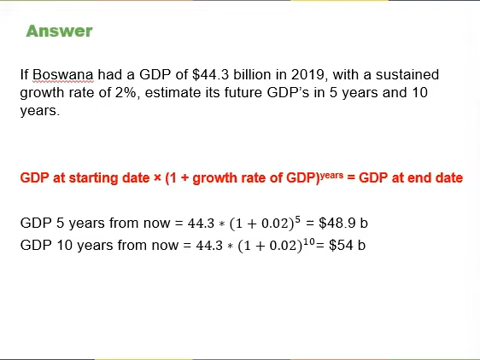 Answer
If Boswana had a GDP of $44.3 billion in 2019, with a sustained
growth rate of 2%, estimate its future GDP's in 5 years and 10
years.
GDP at starting date × (1 + growth rate of GDP)^years = GDP at end date
GDP 5 years from now = 44.3 ∗ (1 + 0.02)^5 = $48.9 b
GDP 10 years from now = 44.3 ∗ (1 + 0.02)^10= $54 b